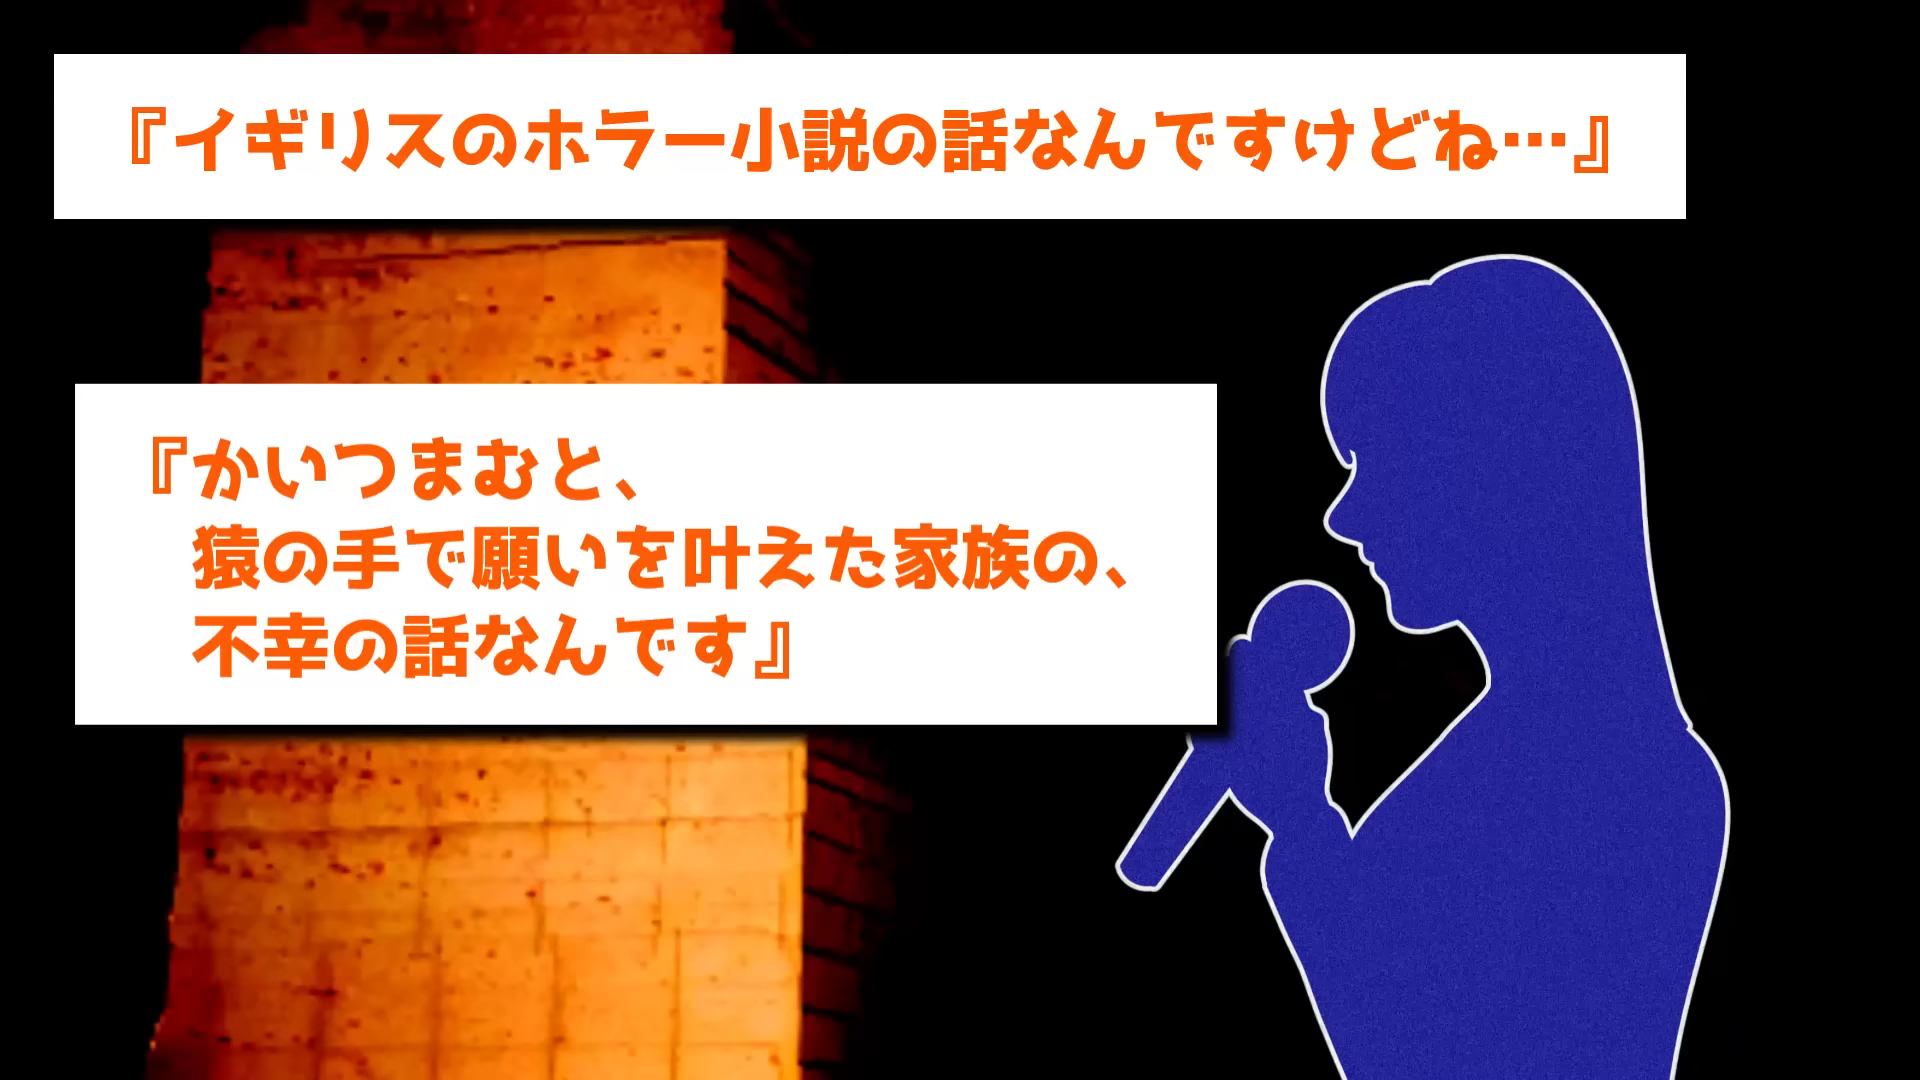 『イギリスのホラー小説の話なんですけどね…』
『かいつまむと、
猿の手で願いを叶えた家族の、
不幸の話なんです』